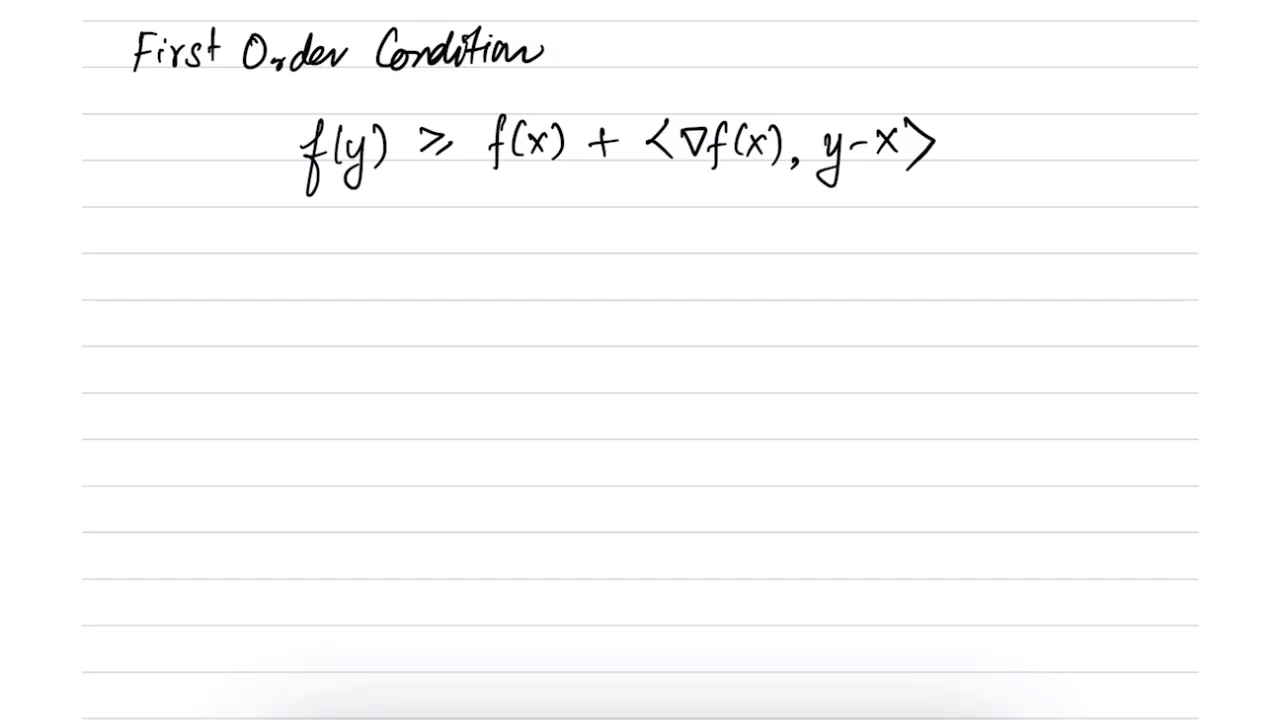 First Order Condition
f(y) ≥ f(x) + ⟨∇f(x), y-x⟩